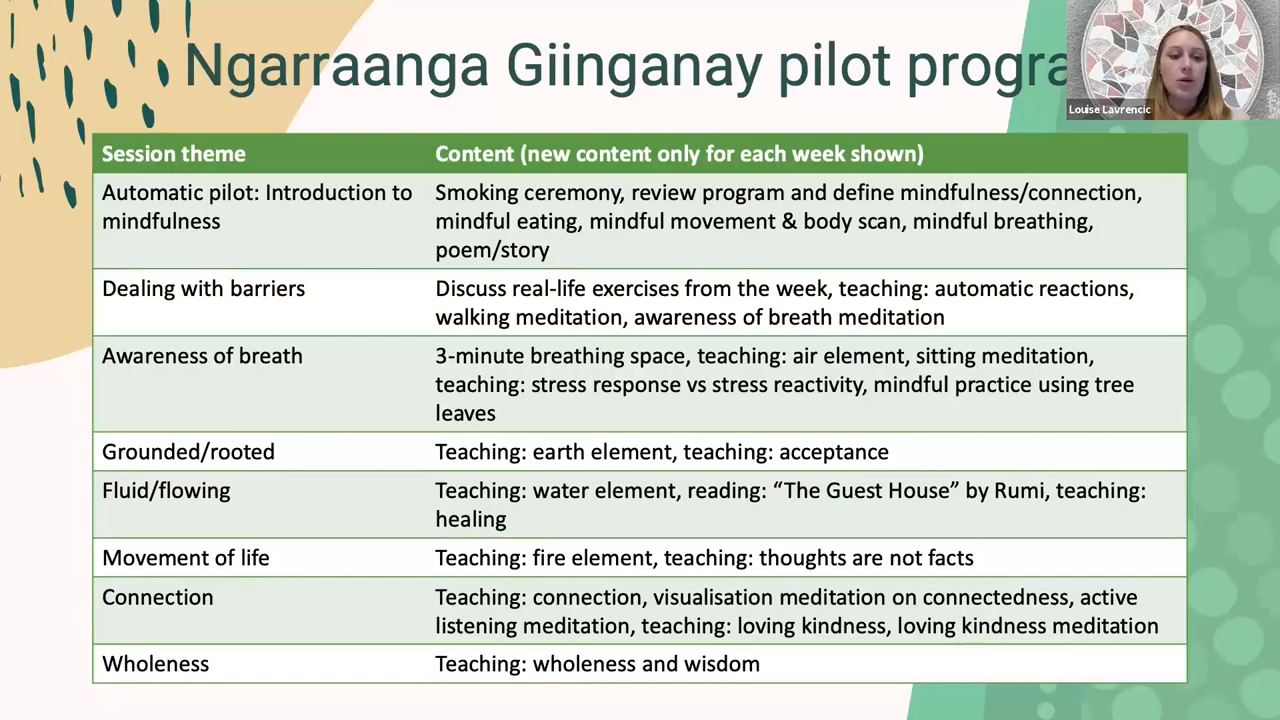 Ngarraanga Giinganay pilot progra
Louise Lavrencic
Session theme
Content (new content only for each week shown)
Automatic pilot: Introduction to
mindfulness
Smoking ceremony, review program and define mindfulness/connection,
mindful eating, mindful movement & body scan, mindful breathing,
poem/story
Dealing with barriers
Discuss real-life exercises from the week, teaching: automatic reactions,
walking meditation, awareness of breath meditation
Awareness of breath
3-minute breathing space, teaching: air element, sitting meditation,
teaching: stress response vs stress reactivity, mindful practice using tree
leaves
Grounded/rooted
Teaching: earth element, teaching: acceptance
Fluid/flowing
Teaching: water element, reading: “The Guest House” by Rumi, teaching:
healing
Movement of life
Teaching: fire element, teaching: thoughts are not facts
Connection
Teaching: connection, visualisation meditation on connectedness, active
listening meditation, teaching: loving kindness, loving kindness meditation
Wholeness
Teaching: wholeness and wisdom